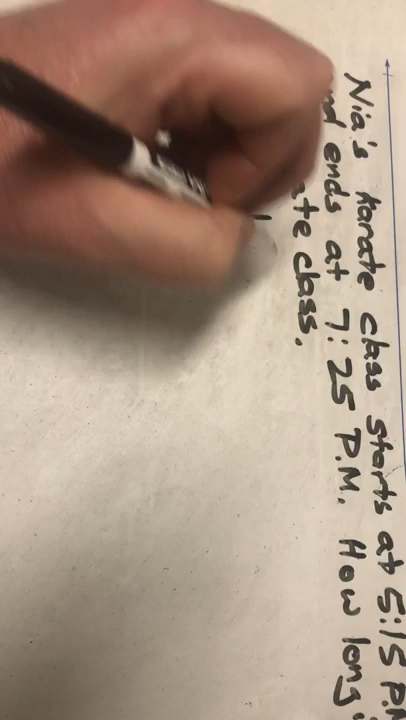 Nia's karate class starts at 5:15 P.M
ends at 7:25 P.M. How long
class.